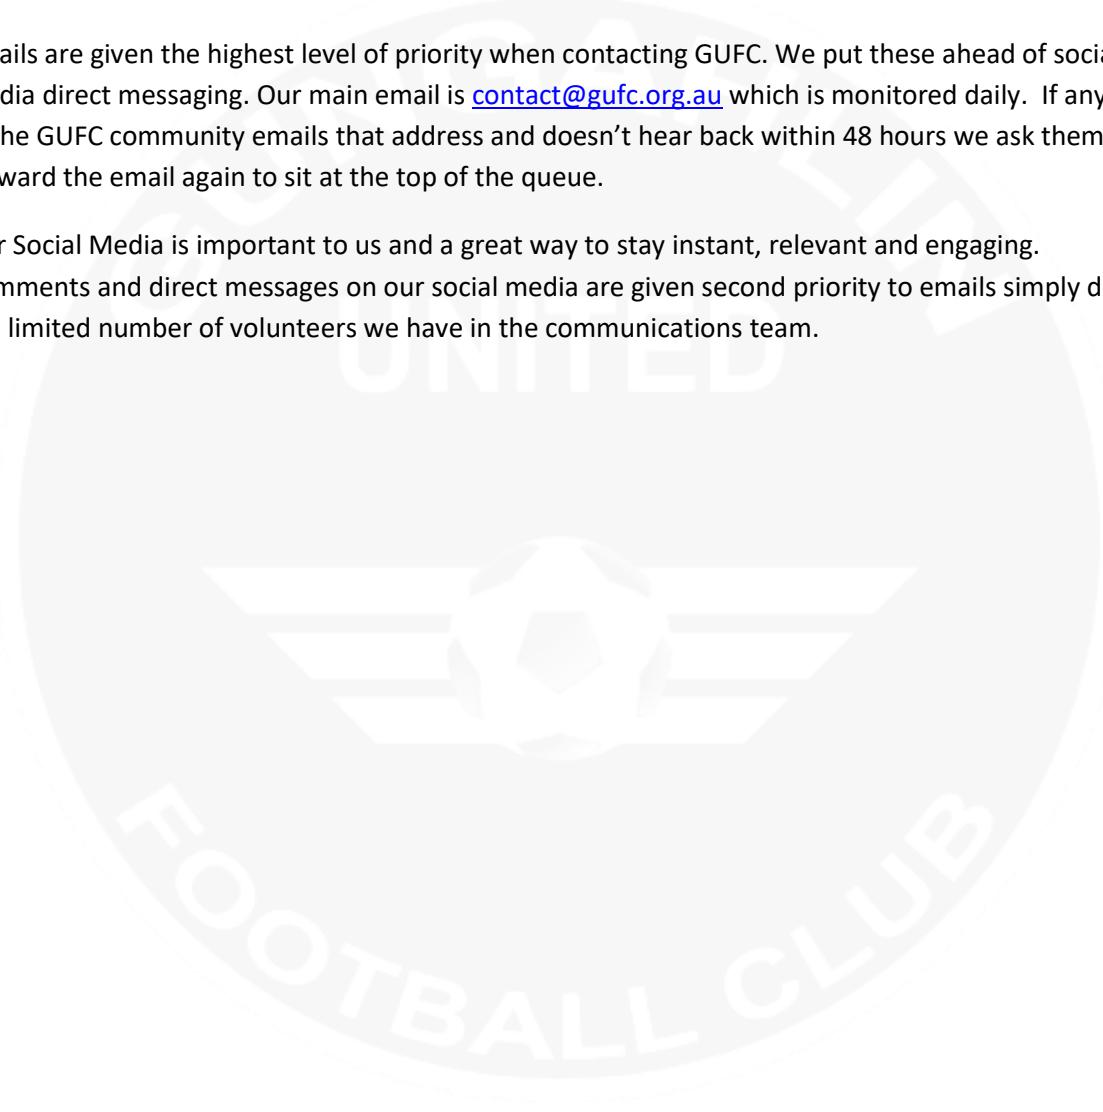 ails are given the highest level of priority when contacting GUFC. We put these ahead of socia
dia direct messaging. Our main email is contact@gufc.org.au which is monitored daily.  If any
he GUFC community emails that address and doesn’t hear back within 48 hours we ask them
ward the email again to sit at the top of the queue.
r Social Media is important to us and a great way to stay instant, relevant and engaging.
mments and direct messages on our social media are given second priority to emails simply d
limited number of volunteers we have in the communications team.
GUNGAHLIN
UNITED
FOOTBALL CLUB